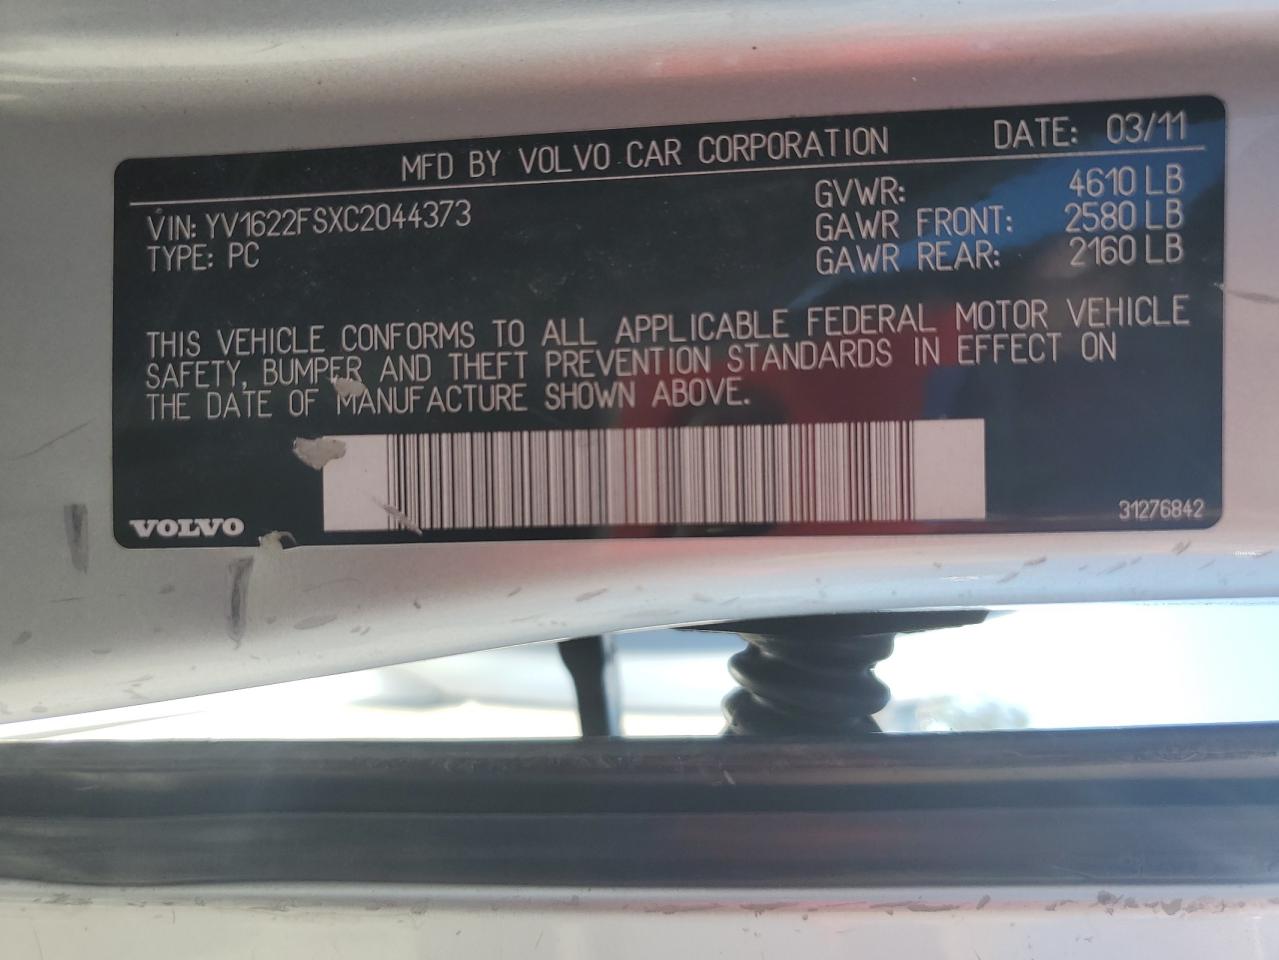 MFD BY VOLVO CAR CORPORATION DATE: 03/11
VIN: YV1622FSXC2044373
TYPE: PC
GVWR: 4610 LB
GAWR FRONT: 2580 LB
GAWR REAR: 2160 LB
THIS VEHICLE CONFORMS TO ALL APPLICABLE FEDERAL MOTOR VEHICLE
SAFETY, BUMPER AND THEFT PREVENTION STANDARDS IN EFFECT ON
THE DATE OF MANUFACTURE SHOWN ABOVE.
VOLVO
31276842